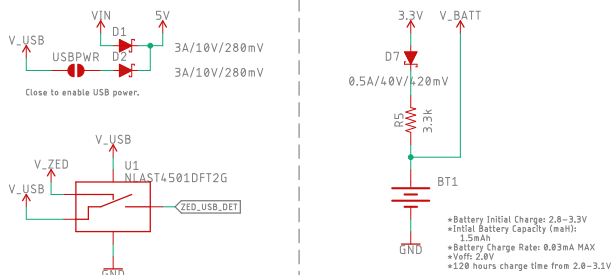 VIN
5V
D1
V_USB
3A/10V/280mV
USBPWR
D2
3A/10V/280mV
Close to enable USB power.
V_USB
U1
V_ZED
NLAST4501DFT2G
V_USB
ZED_USB_DET
GND
3.3V
V_BATT
D7
0.5A/40V/420mV
R5
3.3k
BT1
GND
*Battery Initial Charge: 2.8-3.3V
*Intial Battery Capacity (maH):
1.5mAh
*Battery Charge Rate: 0.03mA MAX
*Voff: 2.0V
*120 hours charge time from 2.0-3.1V